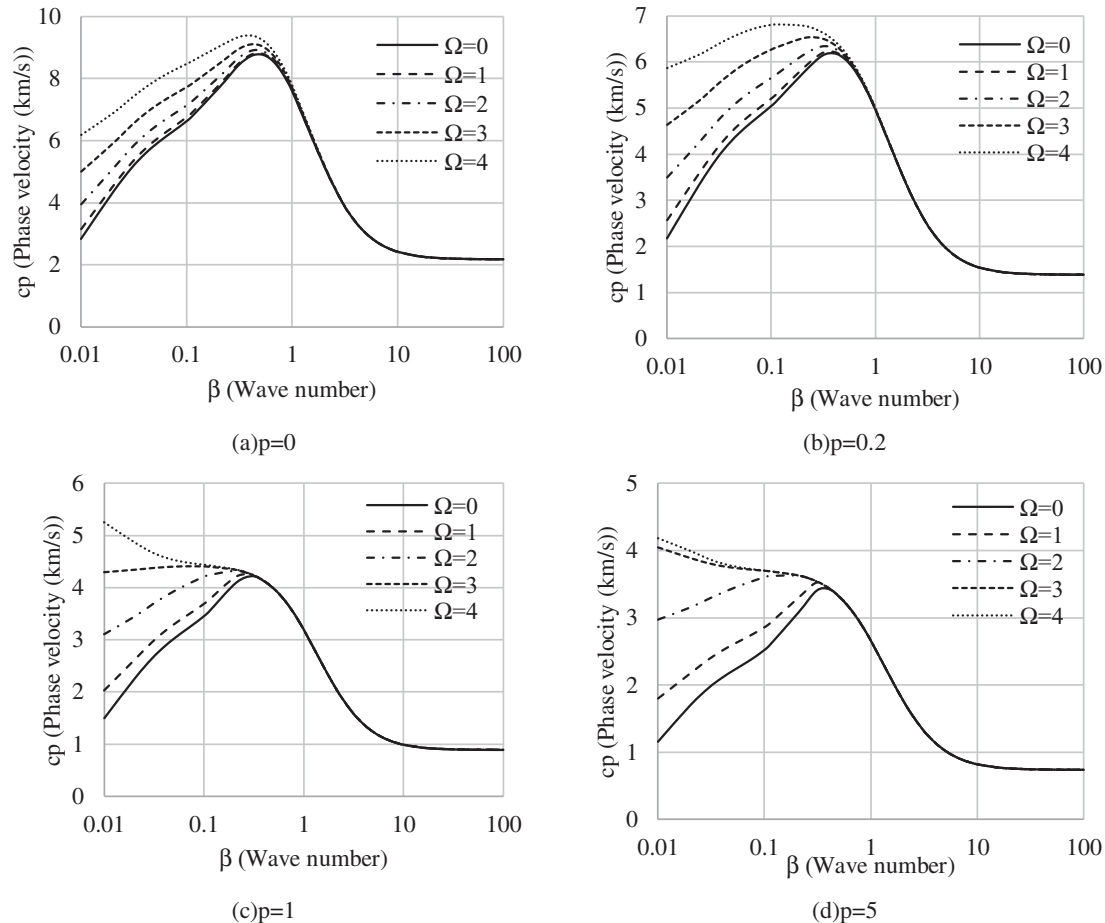 cp (Phase velocity (km/s))
10
8
6
4
2
0
0.01 0.1 1 10 100
β (Wave number)
Ω=0
Ω=1
Ω=2
Ω=3
Ω=4
(a)p=0
cp (Phase velocity (km/s))
7
6
5
4
3
2
1
0
0.01 0.1 1 10 100
β (Wave number)
Ω=0
Ω=1
Ω=2
Ω=3
Ω=4
(b)p=0.2
cp (Phase velocity (km/s))
6
5
4
3
2
1
0
0.01 0.1 1 10 100
β (Wave number)
Ω=0
Ω=1
Ω=2
Ω=3
Ω=4
(c)p=1
cp (Phase velocity (km/s))
5
4
3
2
1
0
0.01 0.1 1 10 100
β (Wave number)
Ω=0
Ω=1
Ω=2
Ω=3
Ω=4
(d)p=5